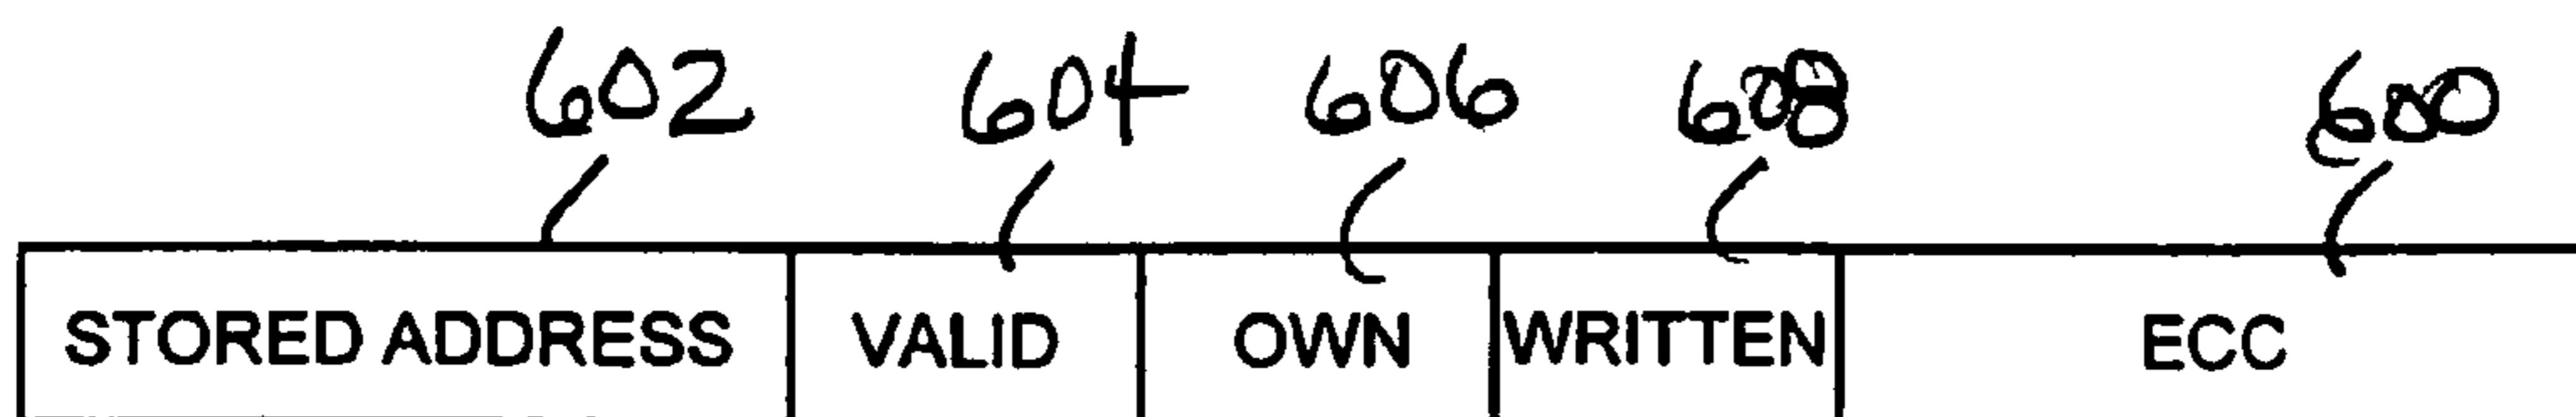 602 604 606 608 600
STORED ADDRESS VALID OWN WRITTEN ECC